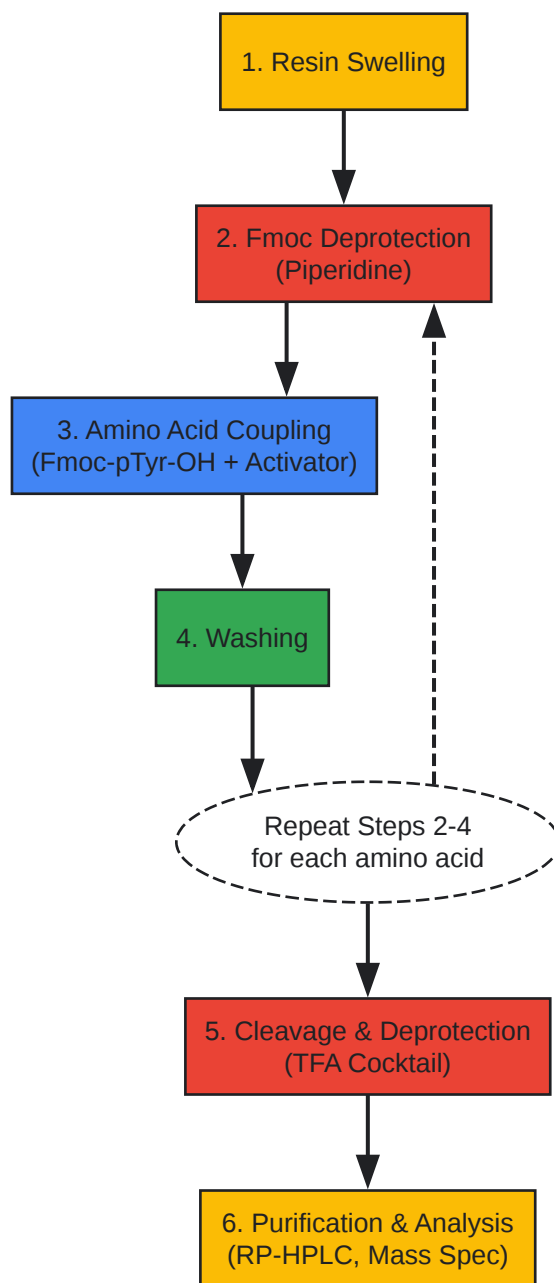 1. Resin Swelling
2. Fmoc Deprotection
(Piperidine)
3. Amino Acid Coupling
(Fmoc-pTyr-OH + Activator)
4. Washing
Repeat Steps 2-4
for each amino acid
5. Cleavage & Deprotection
(TFA Cocktail)
6. Purification & Analysis
(RP-HPLC, Mass Spec)